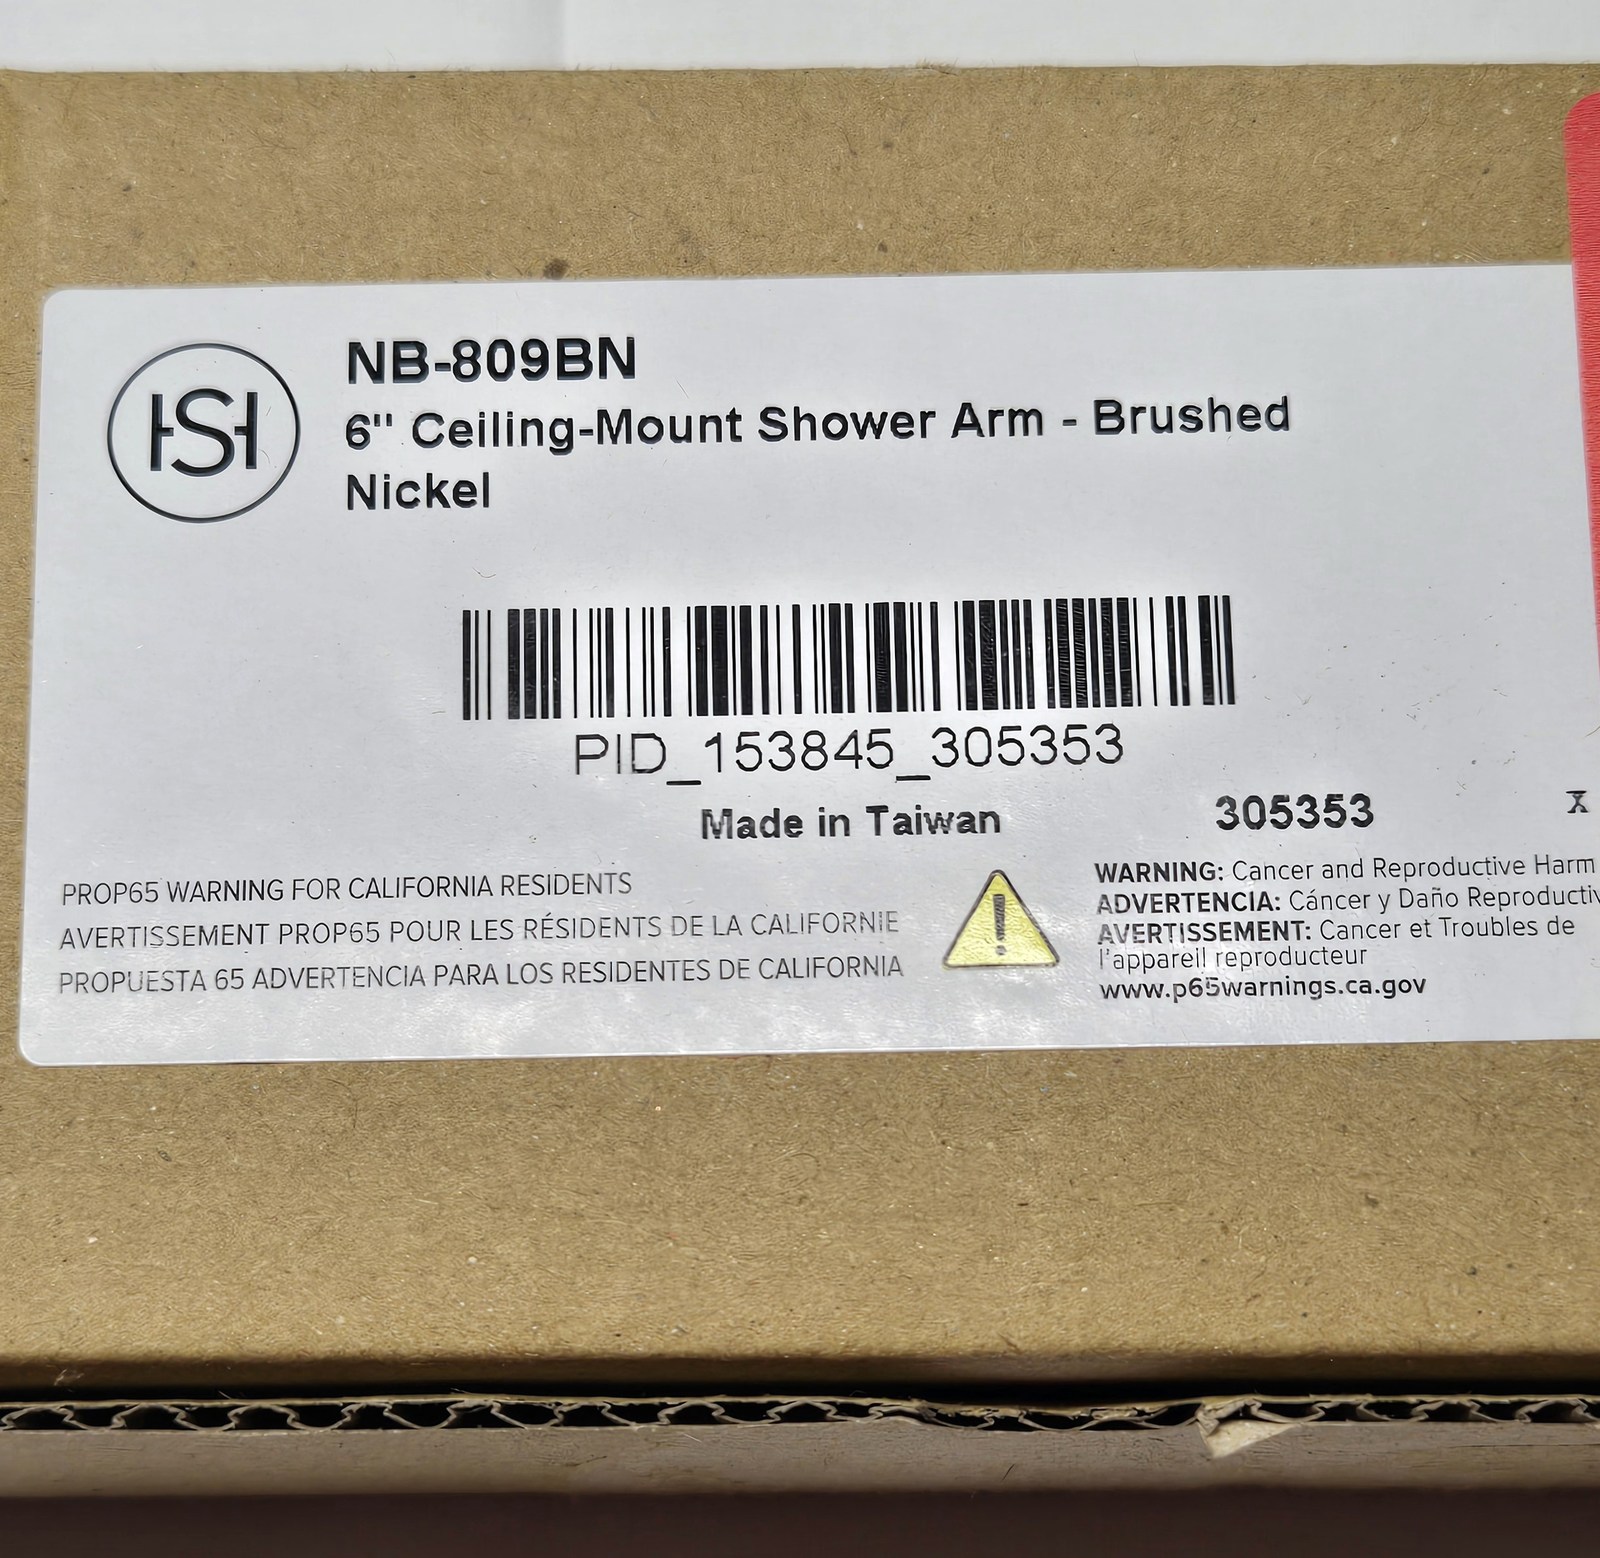 HSH
NB-809BN
6" Ceiling-Mount Shower Arm - Brushed
Nickel
PID_153845_305353
Made in Taiwan
305353
X
PROP65 WARNING FOR CALIFORNIA RESIDENTS
AVERTISSEMENT PROP65 POUR LES RÉSIDENTS DE LA CALIFORNIE
PROPUESTA 65 ADVERTENCIA PARA LOS RESIDENTES DE CALIFORNIA
WARNING: Cancer and Reproductive Harm
ADVERTENCIA: Cáncer y Daño Reproductiv
AVERTISSEMENT: Cancer et Troubles de
l'appareil reproducteur
www.p65warnings.ca.gov